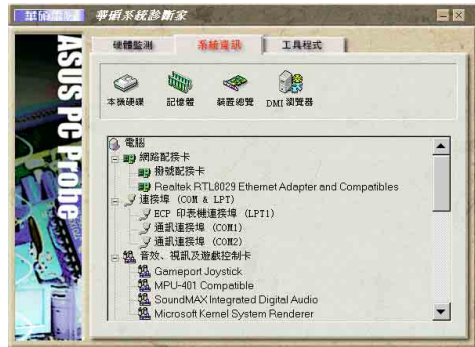 華碩電腦
華碩系統診斷家
ASUS PC Probe
硬體監測
系統資訊
工具程式
本機硬碟
記憶體
裝置總覽
DMI 瀏覽器
電腦
網路配接卡
撥號配接卡
Realtek RTL8029 Ethernet Adapter and Compatibles
連接埠 (COM & LPT)
ECP 印表機連接埠 (LPT1)
通訊連接埠 (COM1)
通訊連接埠 (COM2)
音效、視訊及遊戲控制卡
Gameport Joystick
MPU-401 Compatible
SoundMAX Integrated Digital Audio
Microsoft Kernel System Renderer